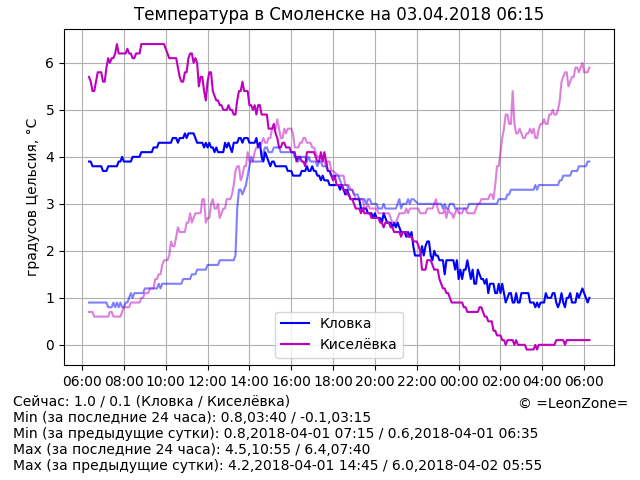 Температура в Смоленске на 03.04.2018 06:15
градусов Цельсия, °C
6
5
4
3
2
1
0
Кловка
Киселёвка
06:00 08:00 10:00 12:00 14:00 16:00 18:00 20:00 22:00 00:00 02:00 04:00 06:00
Сейчас: 1.0 / 0.1 (Кловка / Киселёвка)
© =LeonZone=
Min (за последние 24 часа): 0.8,03:40 / -0.1,03:15
Min (за предыдущие сутки): 0.8,2018-04-01 07:15 / 0.6,2018-04-01 06:35
Max (за последние 24 часа): 4.5,10:55 / 6.4,07:40
Max (за предыдущие сутки): 4.2,2018-04-01 14:45 / 6.0,2018-04-02 05:55